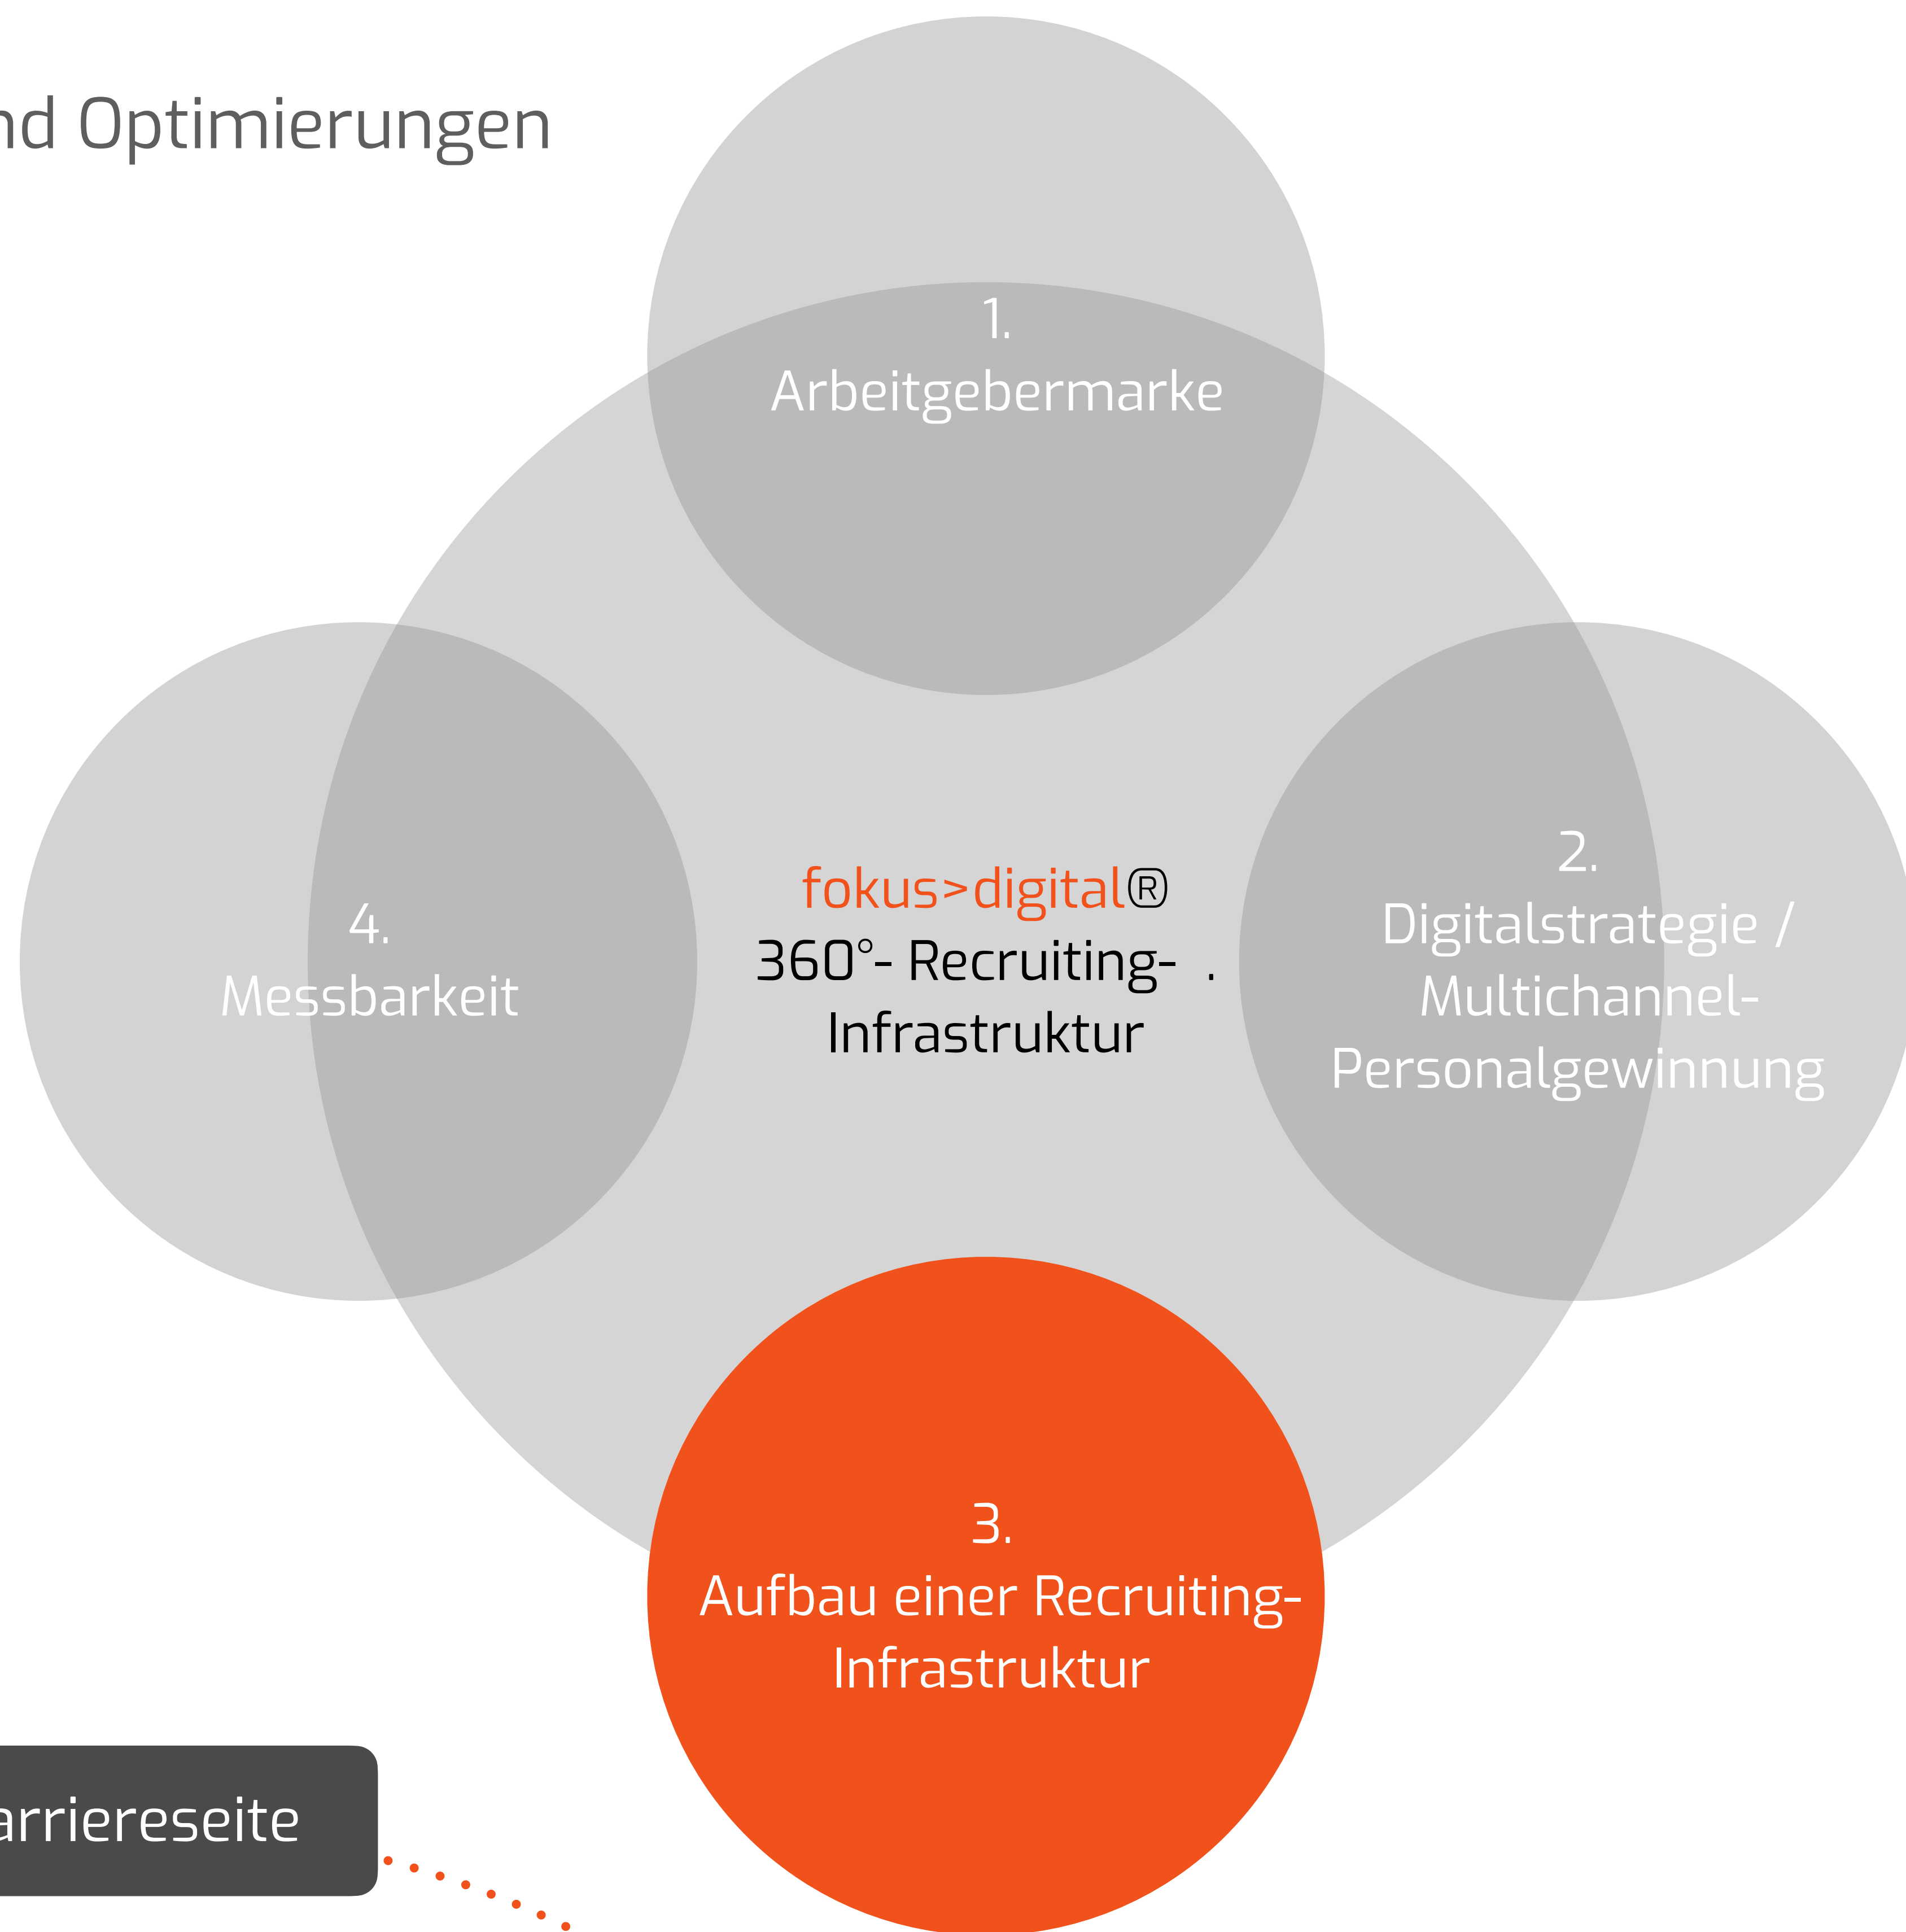 nd Optimierungen
1.
Arbeitgebermarke
2.
Digitalstrategie /
Multichannel-
Personalgewinnung
fokus>digital®
360°- Recruiting- .
Infrastruktur
4.
Messbarkeit
3.
Aufbau einer Recruiting-
Infrastruktur
arriereseite